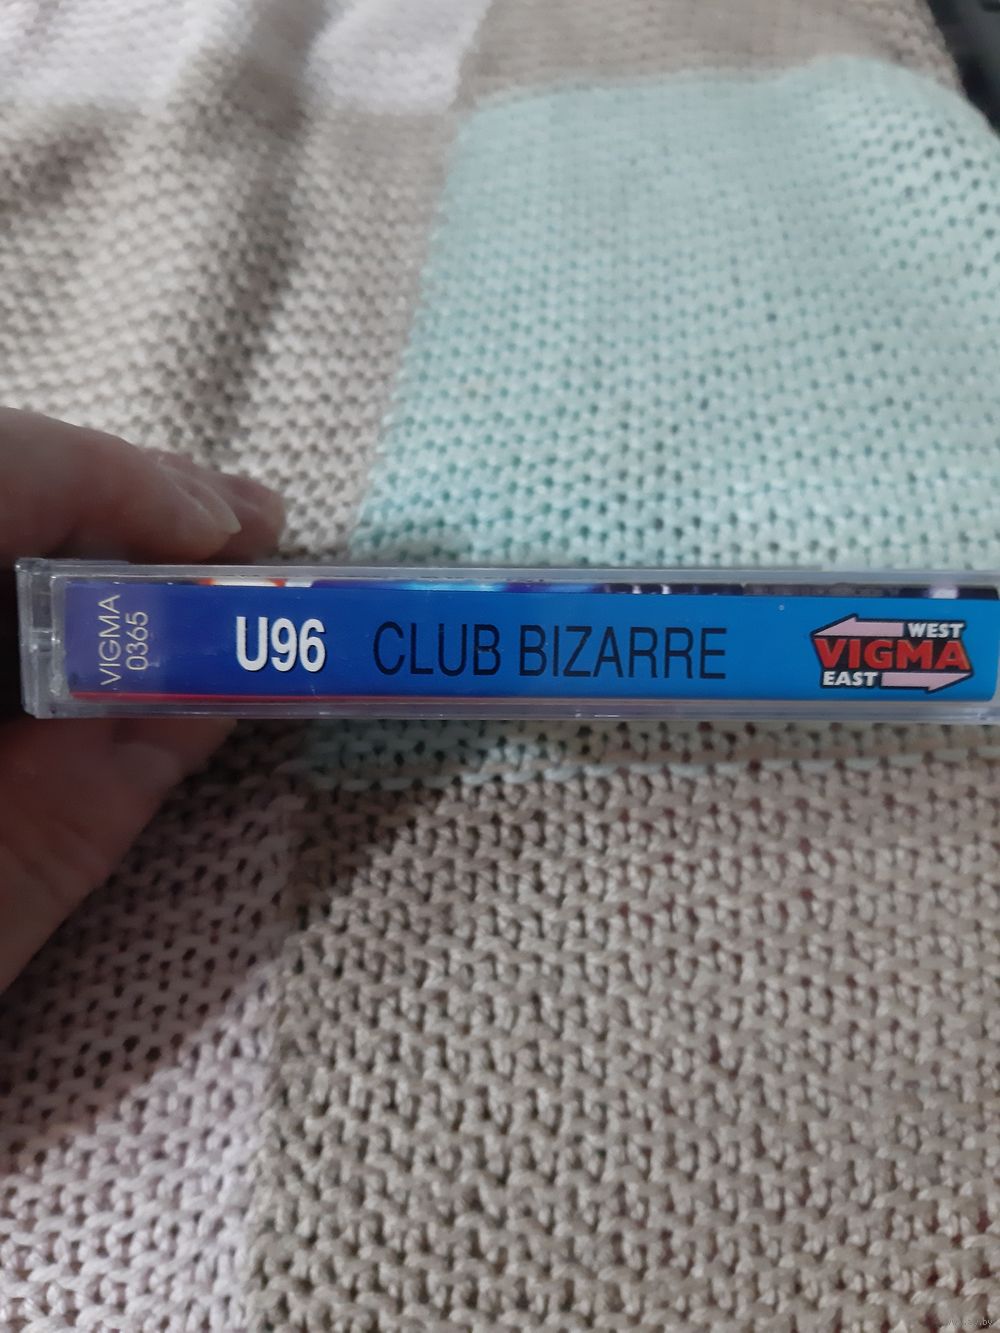 VIGMA
0365
U96 CLUB BIZARRE
WEST
VIGMA
EAST